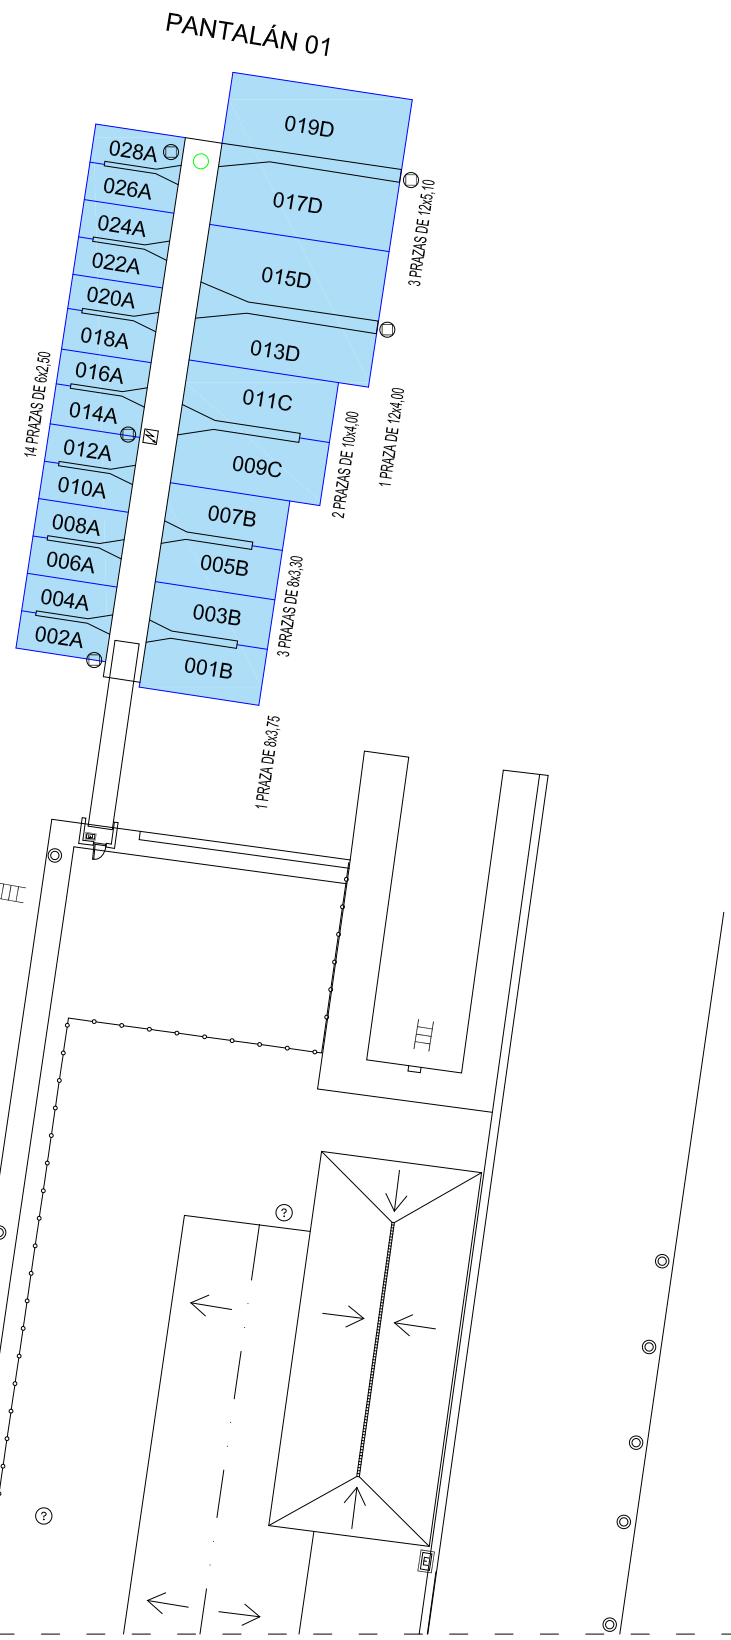 PANTALÁN 01
019D
028A
026A
017D
3 PRAZAS DE 12x5,10
024A
022A
015D
020A
018A
013D
14 PRAZAS DE 6x2,50
016A
011C
1 PRAZA DE 12x4,00
014A
2 PRAZAS DE 10x4,00
012A
009C
010A
007B
008A
005B
006A
3 PRAZAS DE 8x3,30
004A
003B
002A
001B
1 PRAZA DE 8x3,75
?
?